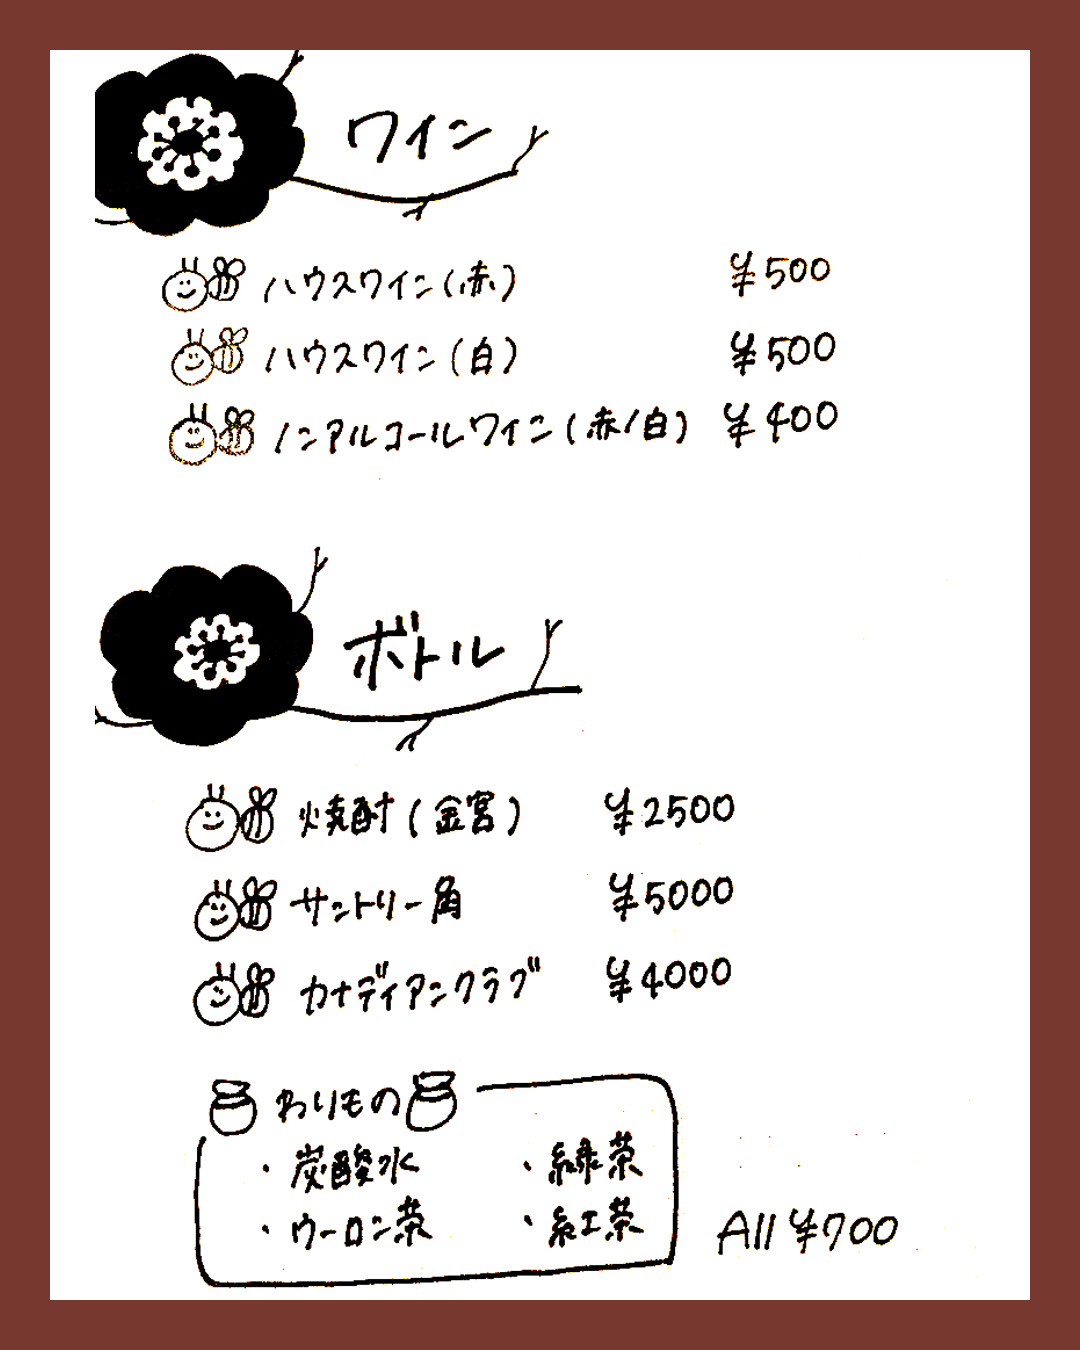 ワイン
ハウスワイン(赤) ¥500
ハウスワイン(白) ¥500
ノンアルコールワイン(赤/白) ¥400
ボトル
焼酎(金宮) ¥2500
サントリー角 ¥5000
カナディアンクラブ ¥4000
わりもの
・炭酸水 ・緑茶
・ウーロン茶 ・紅茶 All ¥700